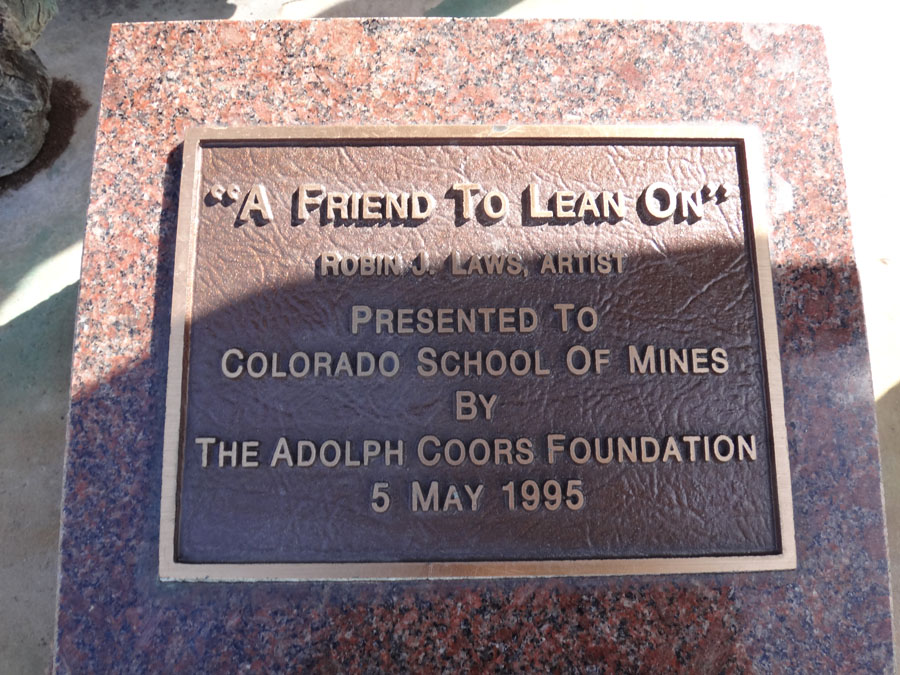 "A Friend To Lean On"
Robin J. Laws, Artist
Presented To
Colorado School Of Mines
By
The Adolph Coors Foundation
5 May 1995